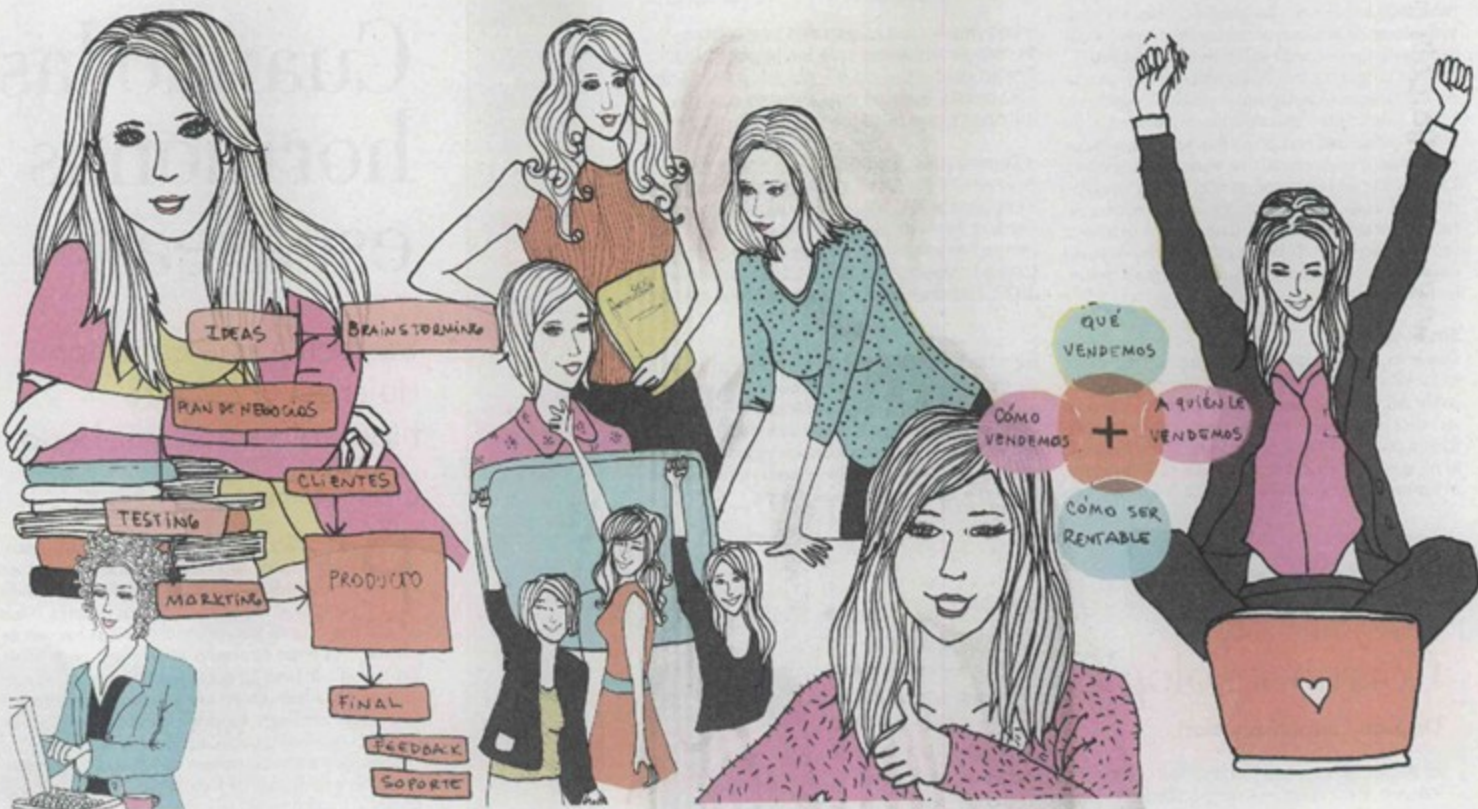 IDEAS
BRAINSTORMING
PLAN DE NEGOCIOS
CLIENTES
TESTING
MARKTING
PRODUCTO
FINAL
FEEDBACK
SOPORTE
QUÉ
VENDEMOS
CÓMO
VENDEMOS
+
A QUIÉN LE
VENDEMOS
CÓMO SER
RENTABLE